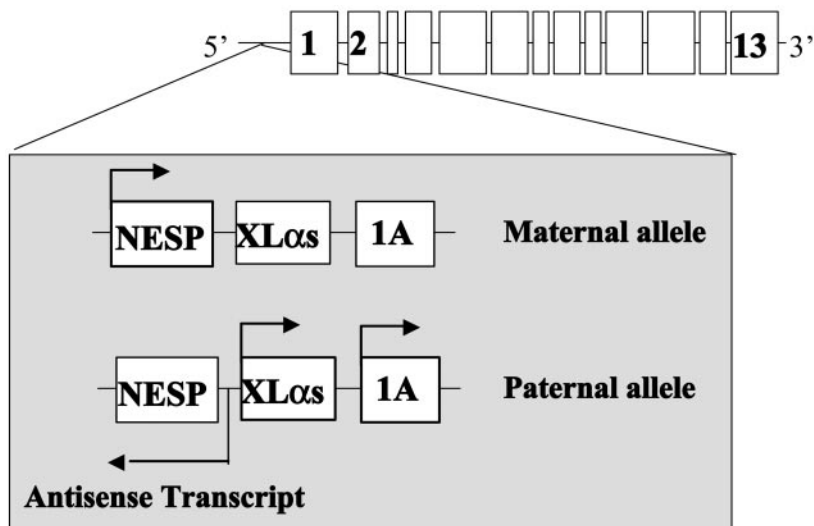 5’ 1 2 13 3’
NESP XLαs 1A Maternal allele
NESP XLαs 1A Paternal allele
Antisense Transcript